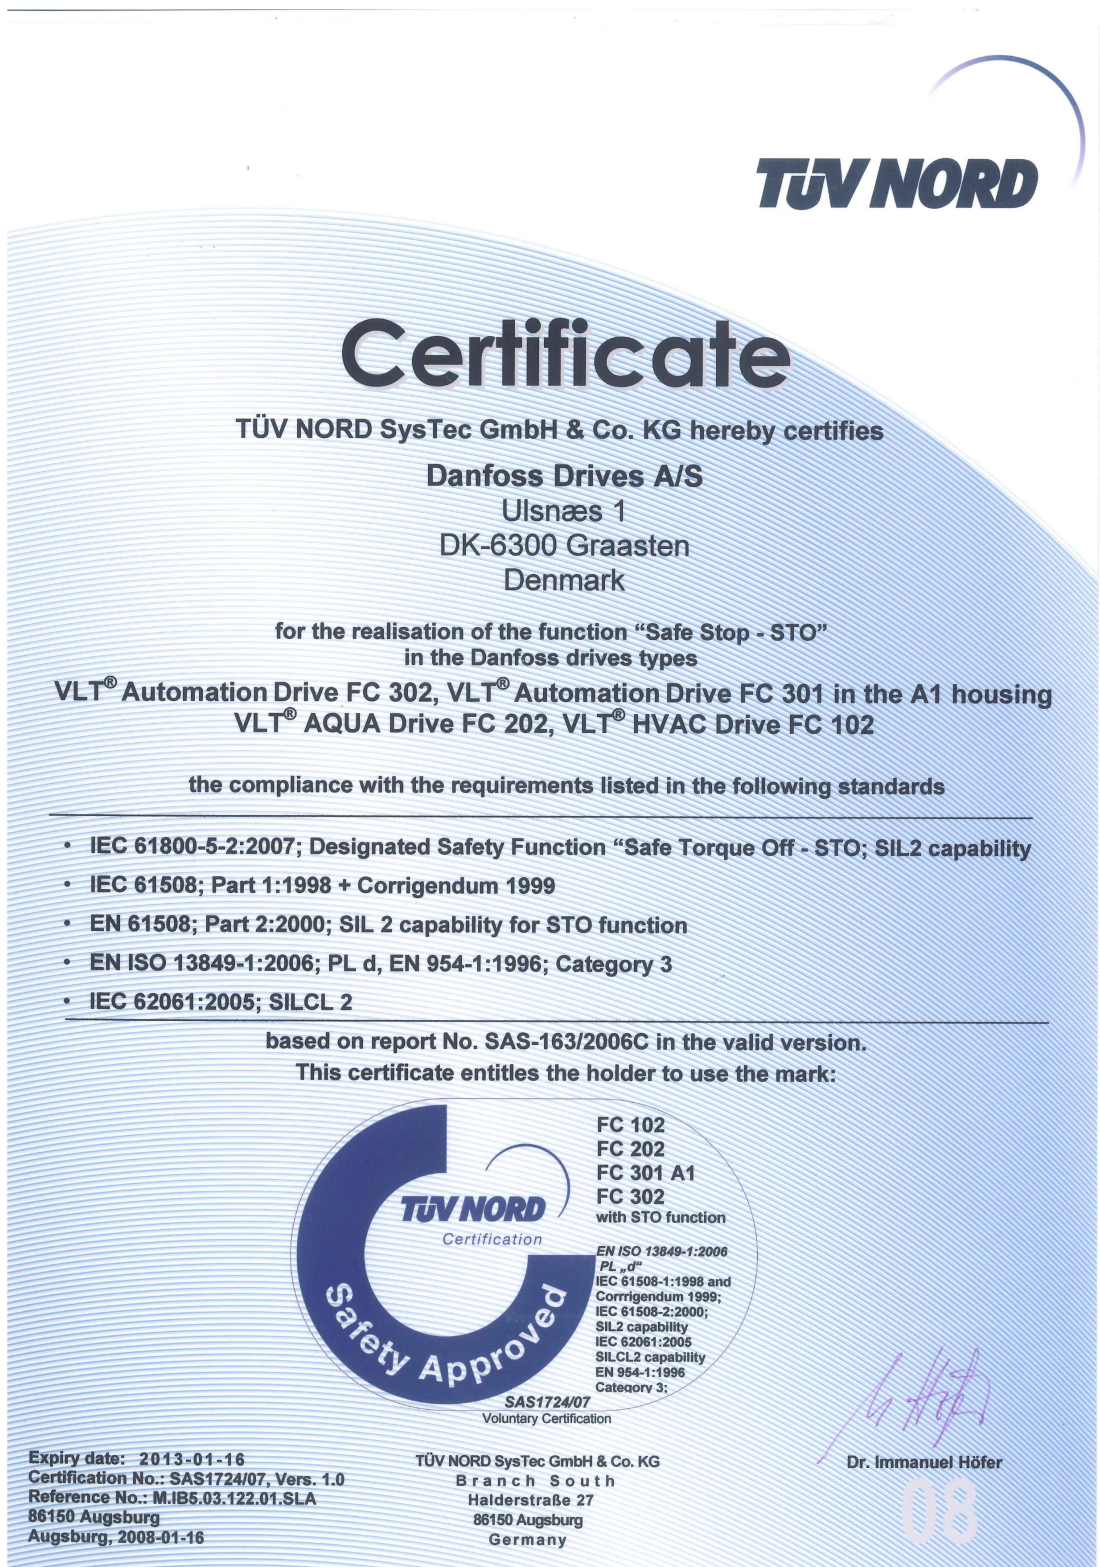 TÜV NORD
Certificate
TÜV NORD SysTec GmbH & Co. KG hereby certifies
Danfoss Drives A/S
Ulsnæs 1
DK-6300 Graasten
Denmark
for the realisation of the function “Safe Stop - STO”
in the Danfoss drives types
VLT® Automation Drive FC 302, VLT® Automation Drive FC 301 in the A1 housing
VLT® AQUA Drive FC 202, VLT® HVAC Drive FC 102
the compliance with the requirements listed in the following standards
• IEC 61800-5-2:2007; Designated Safety Function “Safe Torque Off - STO; SIL2 capability
• IEC 61508; Part 1:1998 + Corrigendum 1999
• EN 61508; Part 2:2000; SIL 2 capability for STO function
• EN ISO 13849-1:2006; PL d, EN 954-1:1996; Category 3
• IEC 62061:2005; SILCL 2
based on report No. SAS-163/2006C in the valid version.
This certificate entitles the holder to use the mark:
TÜV NORD
Certification
Safety Approved
FC 102
FC 202
FC 301 A1
FC 302
with STO function
EN ISO 13849-1:2006
PL „d“
IEC 61508-1:1998 and
Corrrigendum 1999;
IEC 61508-2:2000;
SIL2 capability
IEC 62061:2005
SILCL2 capability
EN 954-1:1996
Category 3;
SAS1724/07
Voluntary Certification
Expiry date: 2013-01-16
Certification No.: SAS1724/07, Vers. 1.0
Reference No.: M.IB5.03.122.01.SLA
86150 Augsburg
Augsburg, 2008-01-16
TÜV NORD SysTec GmbH & Co. KG
Branch South
Halderstraße 27
86150 Augsburg
Germany
Dr. Immanuel Höfer
08